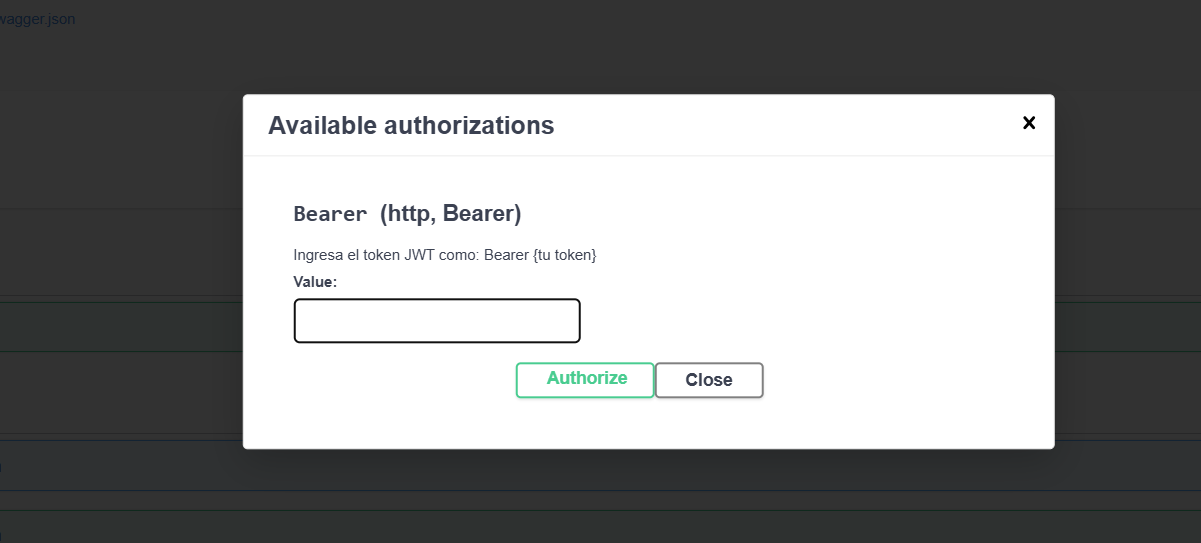 wagger.json
Available authorizations
Bearer (http, Bearer)
Ingresa el token JWT como: Bearer {tu token}
Value:
Authorize
Close